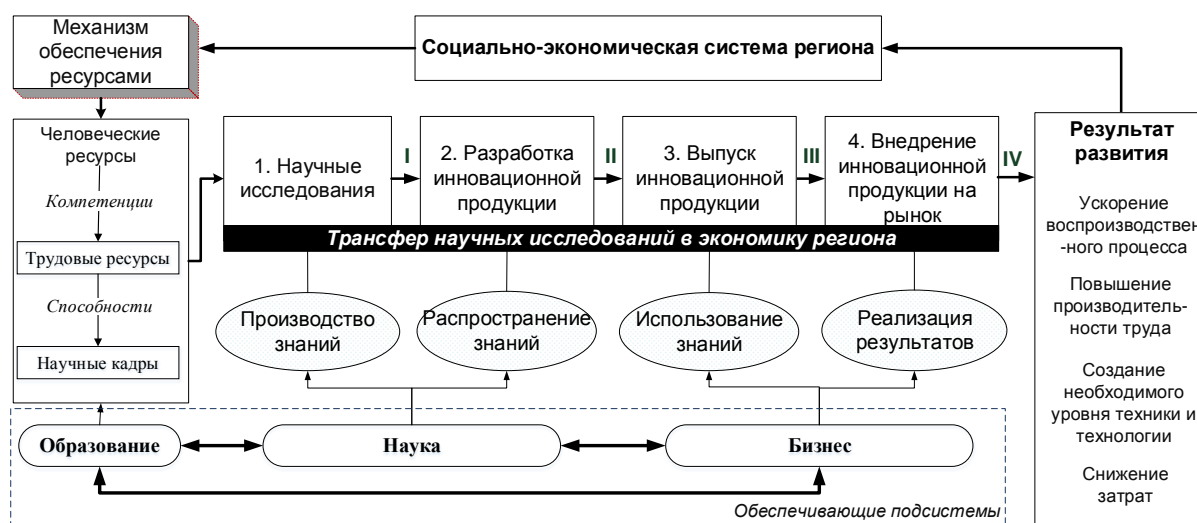 Механизм
обеспечения
ресурсами
Социально-экономическая система региона
Человеческие
ресурсы
Компетенции
Трудовые ресурсы
Способности
Научные кадры
1. Научные
исследования
I
2. Разработка
инновационной
продукции
II
3. Выпуск
инновационной
продукции
III
4. Внедрение
инновационной
продукции на
рынок
IV
Трансфер научных исследований в экономику региона
Производство
знаний
Распространение
знаний
Использование
знаний
Реализация
результатов
Результат
развития
Ускорение
воспроизводствен
-ного процесса
Повышение
производитель-
ности труда
Создание
необходимого
уровня техники и
технологии
Снижение
затрат
Образование
Наука
Бизнес
Обеспечивающие подсистемы